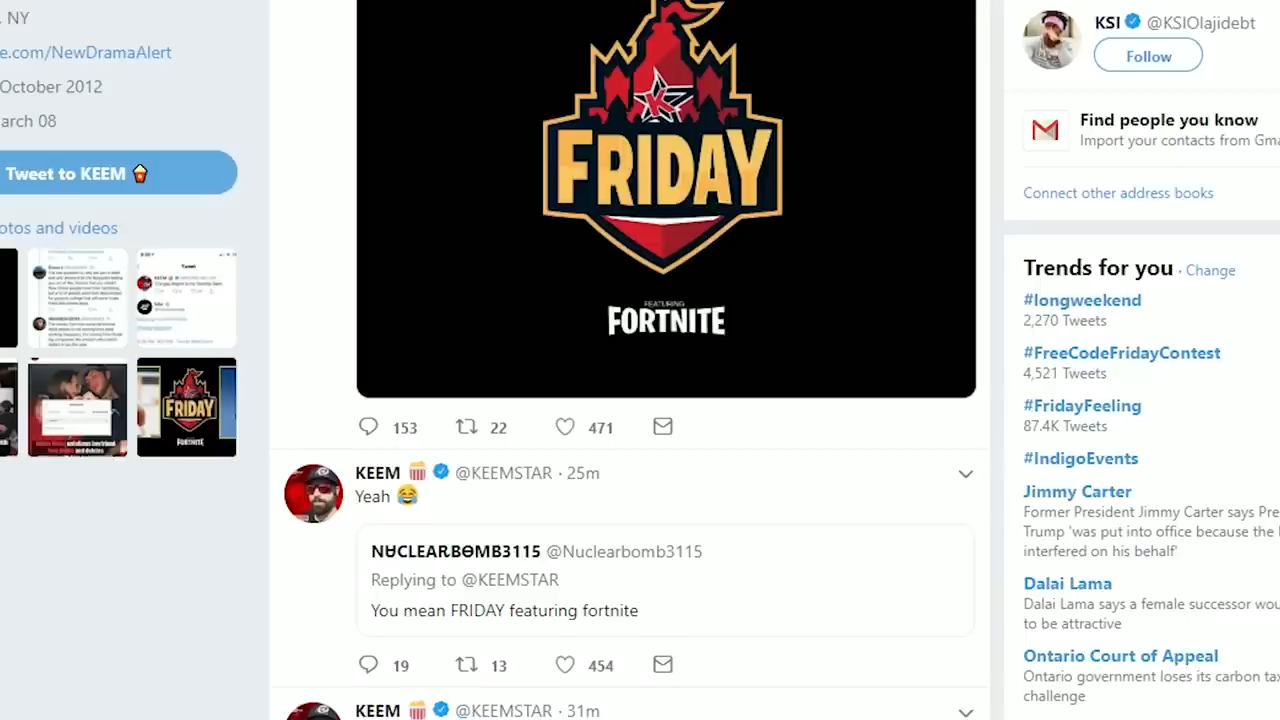 , NY
e.com/NewDramaAlert
October 2012
arch 08
Tweet to KEEM
otos and videos
FRIDAY
FORTNITE
FRIDAY
FEATURING
FORTNITE
153 22 471
KEEM @KEEMSTAR · 25m
Yeah
NɄCLEARBӨMB3115 @Nuclearbomb3115
Replying to @KEEMSTAR
You mean FRIDAY featuring fortnite
19 13 454
KEEM @KEEMSTAR · 31m
KSI @KSIOlajidebt
Follow
Find people you know
Import your contacts from Gma
Connect other address books
Trends for you · Change
#longweekend
2,270 Tweets
#FreeCodeFridayContest
4,521 Tweets
#FridayFeeling
87.4K Tweets
#IndigoEvents
Jimmy Carter
Former President Jimmy Carter says Pre
Trump 'was put into office because the
interfered on his behalf'
Dalai Lama
Dalai Lama says a female successor wou
to be attractive
Ontario Court of Appeal
Ontario government loses its carbon tax
challenge